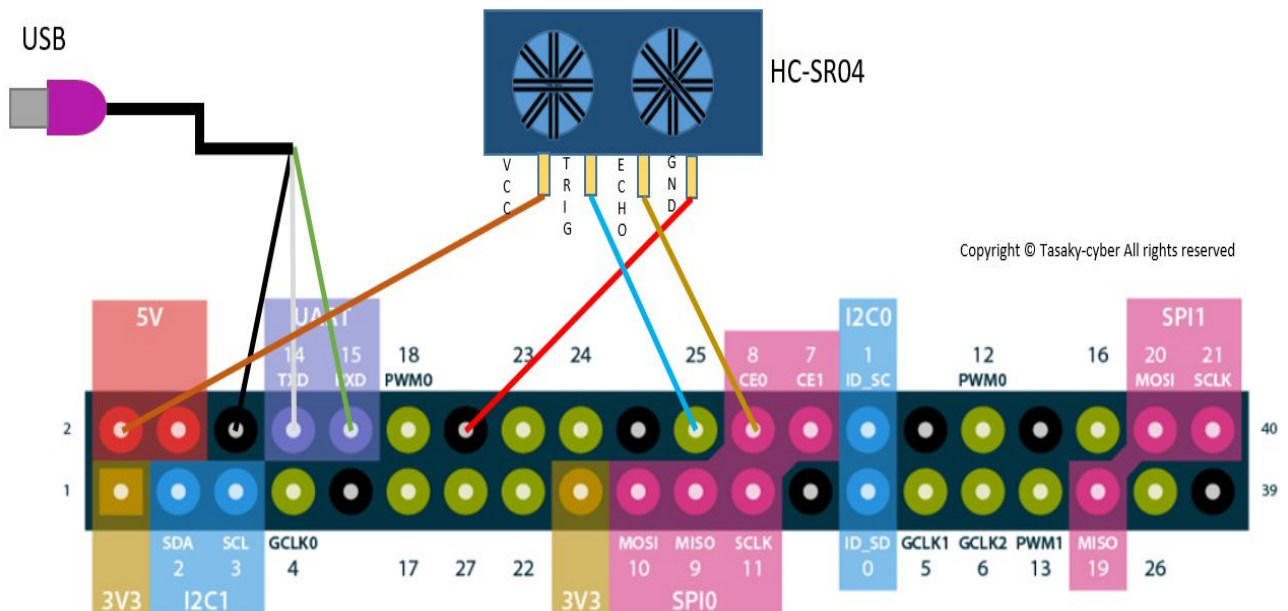 USB
HC-SR04
VCC
TRIG
ECHO
GND
Copyright © Tasaky-cyber All rights reserved
5V
UART
I2C0
SPI1
14
15
18
23
24
25
8
7
1
12
16
20
21
TXD
RXD
PWM0
CE0
CE1
ID_SC
PWM0
MOSI
SCLK
2
40
1
39
SDA
SCL
GCLK0
MOSI
MISO
SCLK
ID_SD
GCLK1
GCLK2
PWM1
MISO
2
3
4
17
27
22
10
9
11
0
5
6
13
19
26
3V3
I2C1
3V3
SPI0